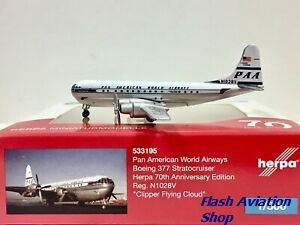 N1028V
PAA
PAN AMERICAN WORLD AIRWAYS
HERPA MINIATURMODELLE
70
533195
Pan American World Airways
Boeing 377 Stratocruiser
Herpa 70th Anniversary Edition
Reg. N1028V
"Clipper Flying Cloud"
herpa
Flash Aviation
Shop
1/500